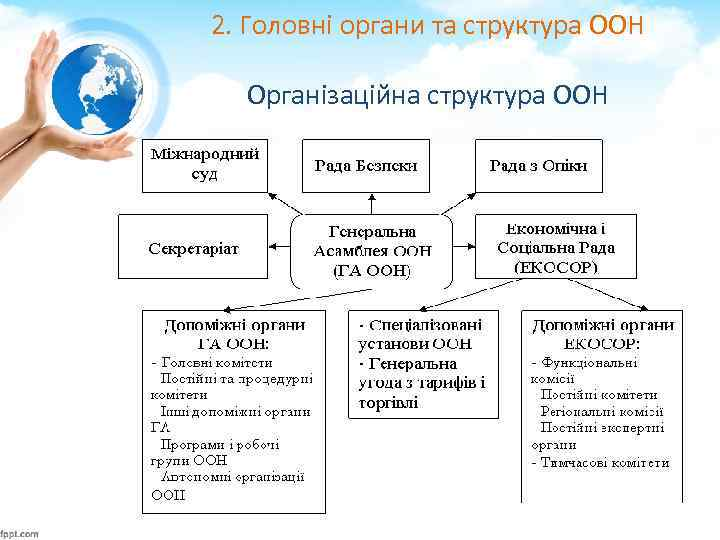 2. Головні органи та структура ООН
Організаційна структура ООН
Міжнародний
суд
Рада Безпеки
Рада з Опіки
Секретаріат
Генеральна
Асамблея ООН
(ГА ООН)
Економічна і
Соціальна Рада
(ЕКОСОР)
Допоміжні органи
ГА ООН:
- Головні комітети
Постійні та процедурні
комітети
Інші допоміжні органи
ГА
Програми і робочі
групи ООН
Автономні організації
ООН
- Спеціалізовані
установи ООН
- Генеральна
угода з тарифів і
торгівлі
Допоміжні органи
ЕКОСОР:
- Функціональні
комісії
Постійні комітети
Регіональні комісії
Постійні експертні
органи
- Тимчасові комітети
fppt.com